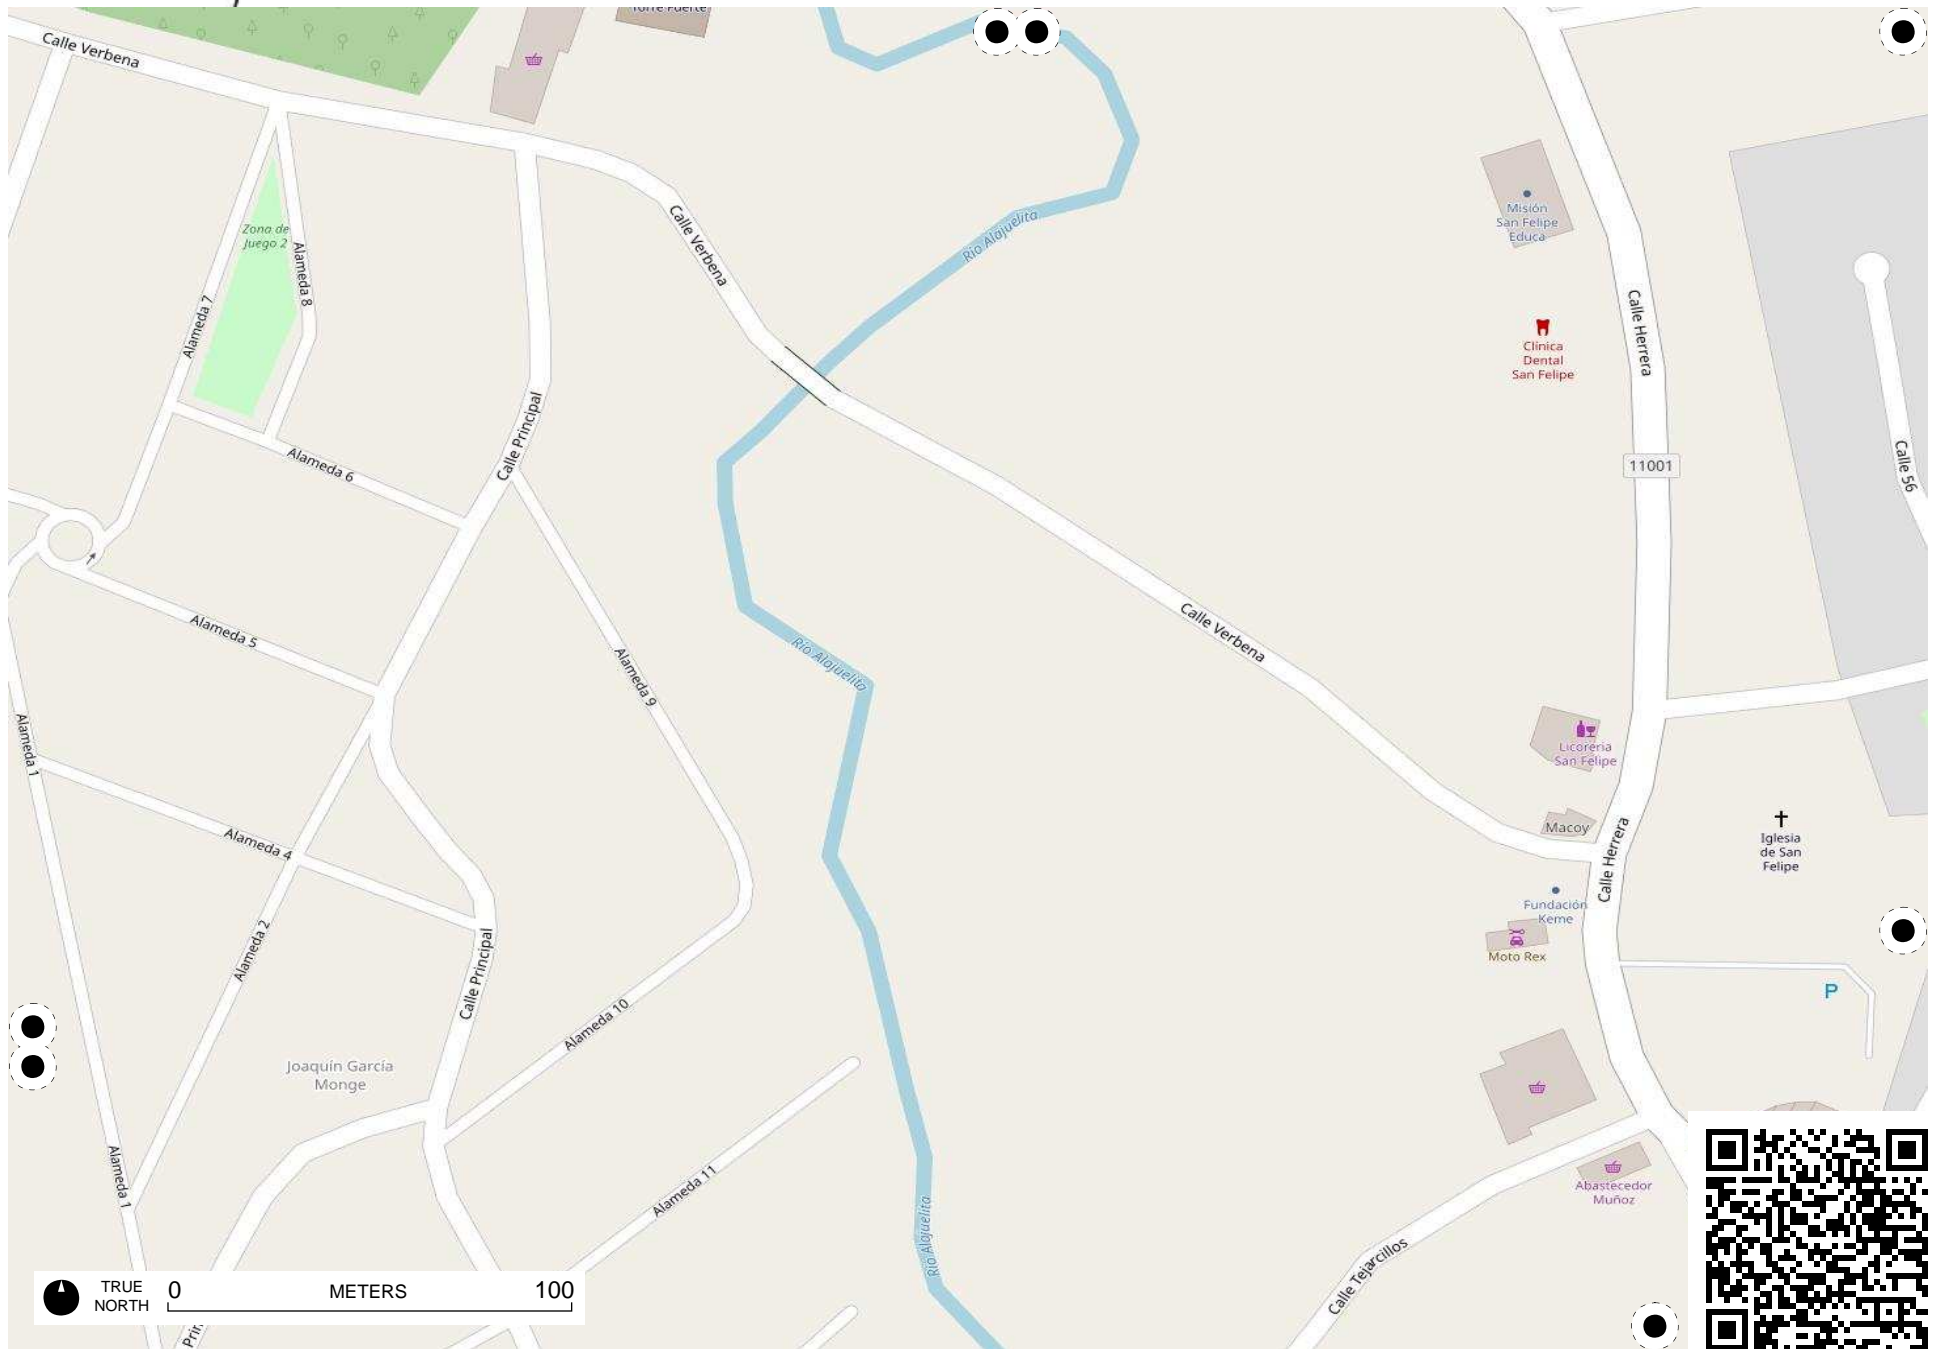 Torre Fuerte
Calle Verbena
Misión
San Felipe
Educa
Zona de
Juego 2
Alameda 8
Alameda 7
Calle Verbena
Río Alajuelita
Calle Herrera
Clínica
Dental
San Felipe
Calle Principal
Alameda 6
11001
Calle 56
Alameda 5
Alameda 9
Río Alajuelita
Calle Verbena
Alameda 1
Licorería
San Felipe
Macoy
Calle Herrera
Iglesia
de San
Felipe
Alameda 4
Fundación
Keme
Moto Rex
Alameda 2
Calle Principal
P
Alameda 10
Joaquín García
Monge
Alameda 1
Alameda 11
Abastecedor
Muñoz
Río Alajuelita
Calle Tejarcillos
TRUE
NORTH
0 METERS 100